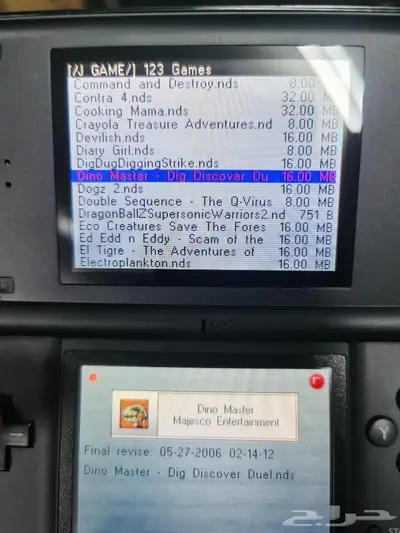 [/J GAME/] 123 Games
Command and Destroy.nds 8.00 MB
Contra 4.nds 32.00 MB
Cooking Mama.nds 32.00 MB
Crayola Treasure Adventures.nd 8.00 MB
Devilish.nds 16.00 MB
Diary Girl.nds 8.00 MB
DigDugDiggingStrike.nds 16.00 MB
Dino Master - Dig Discover Du 16.00 MB
Dogz 2.nds 16.00 MB
Double Sequence - The Q-Virus 8.00 MB
DragonBallZSupersonicWarriors2.nd 751 B
Eco Creatures Save The Fores 16.00 MB
Ed Edd n Eddy - Scam of the 16.00 MB
El Tigre - The Adventures of 16.00 MB
Electroplankton.nds 16.00 MB
MIC.
Dino Master
Majesco Entertainment
Final revise: 05-27-2006 02-14-12
Dino Master - Dig Discover Duel.nds
Y
حراج
ST